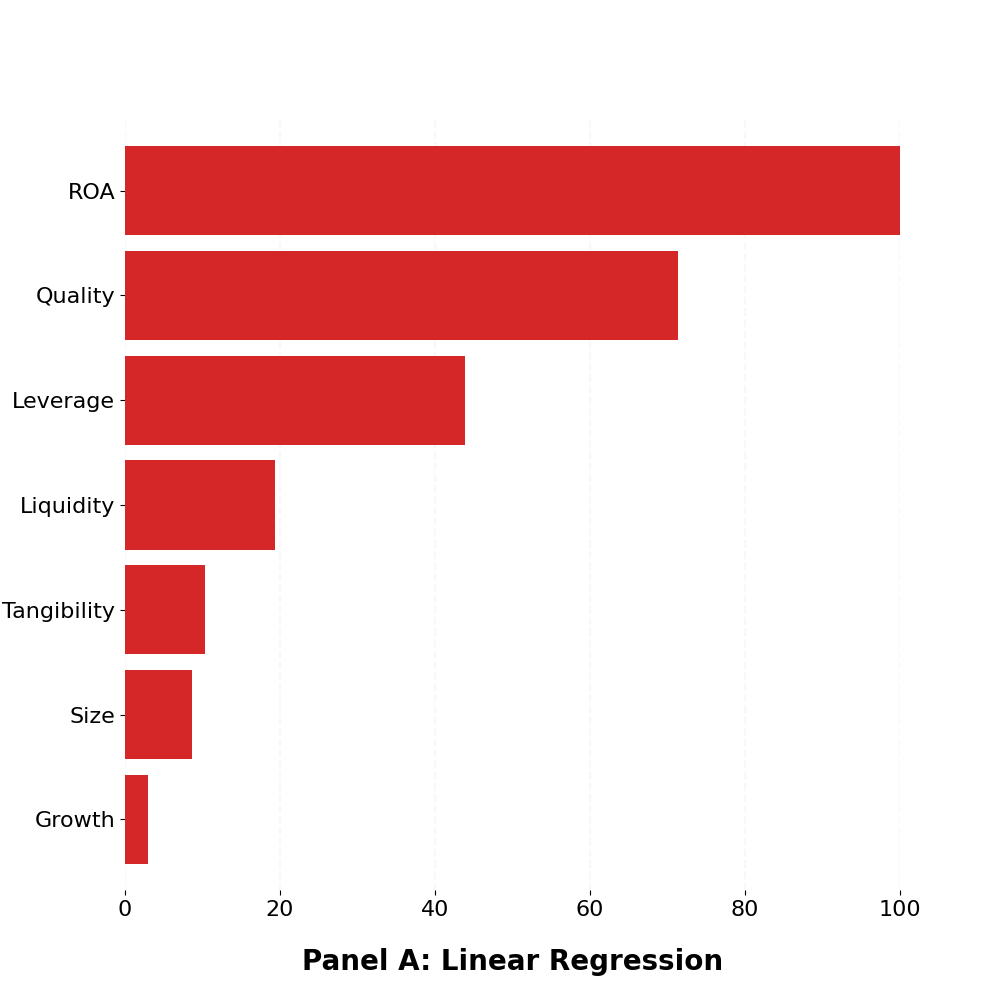 ROA
Quality
Leverage
Liquidity
Tangibility
Size
Growth
0 20 40 60 80 100
Panel A: Linear Regression